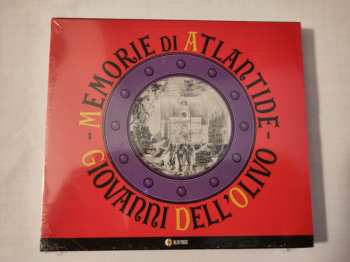 MEMORIE DI ATLANTIDE
GIOVANNI DELL'OLIVO